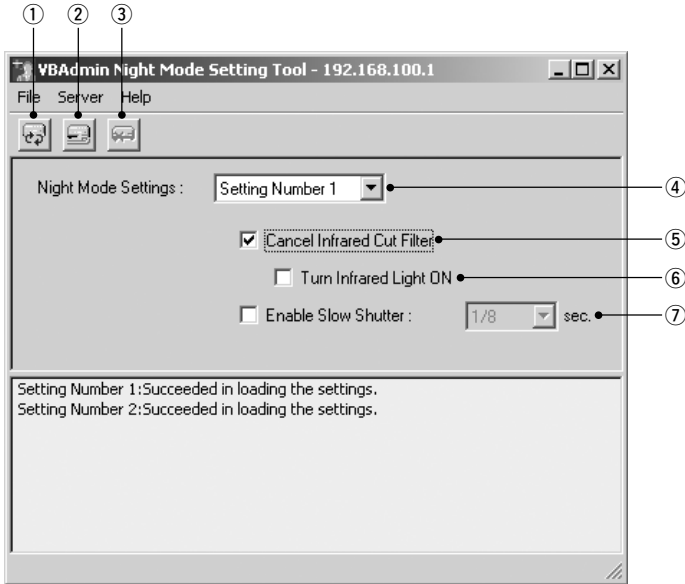 ① ② ③
VBAdmin Night Mode Setting Tool - 192.168.100.1
File Server Help
Night Mode Settings : Setting Number 1 ④
Cancel Infrared Cut Filter ⑤
Turn Infrared Light ON ⑥
Enable Slow Shutter : 1/8 sec. ⑦
Setting Number 1:Succeeded in loading the settings.
Setting Number 2:Succeeded in loading the settings.